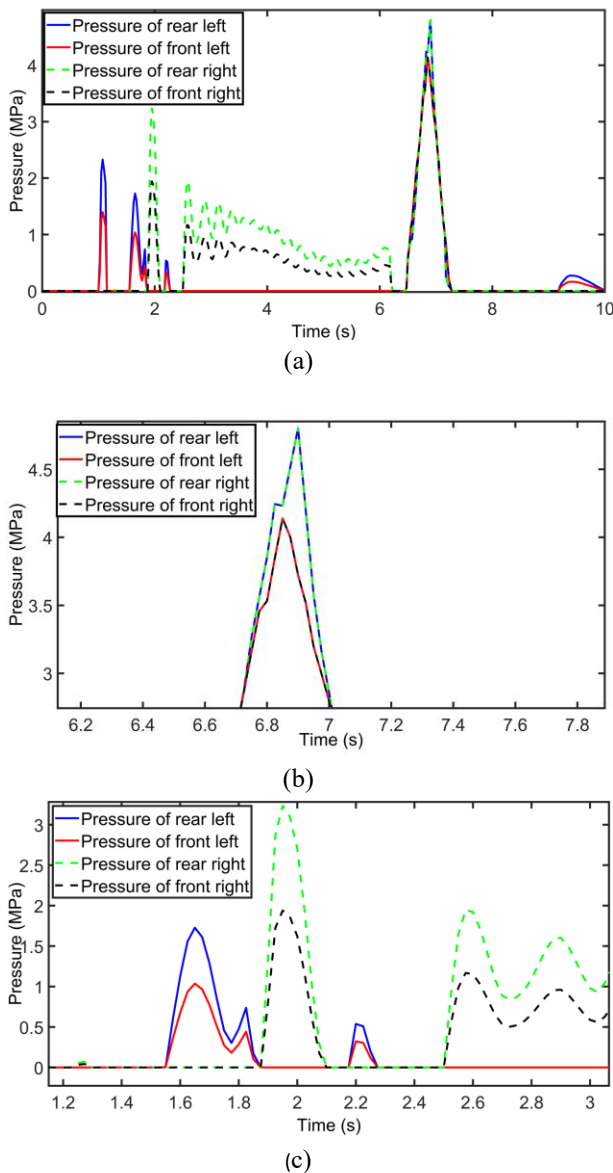 Pressure of rear left
Pressure of front left
Pressure of rear right
Pressure of front right
Pressure (MPa)
4
3
2
1
0
0 2 4 6 8 10
Time (s)
(a)
Pressure of rear left
Pressure of front left
Pressure of rear right
Pressure of front right
Pressure (MPa)
4.5
4
3.5
3
6.2 6.4 6.6 6.8 7 7.2 7.4 7.6 7.8
Time (s)
(b)
Pressure of rear left
Pressure of front left
Pressure of rear right
Pressure of front right
Pressure (MPa)
3
2.5
2
1.5
1
0.5
0
1.2 1.4 1.6 1.8 2 2.2 2.4 2.6 2.8 3
Time (s)
(c)